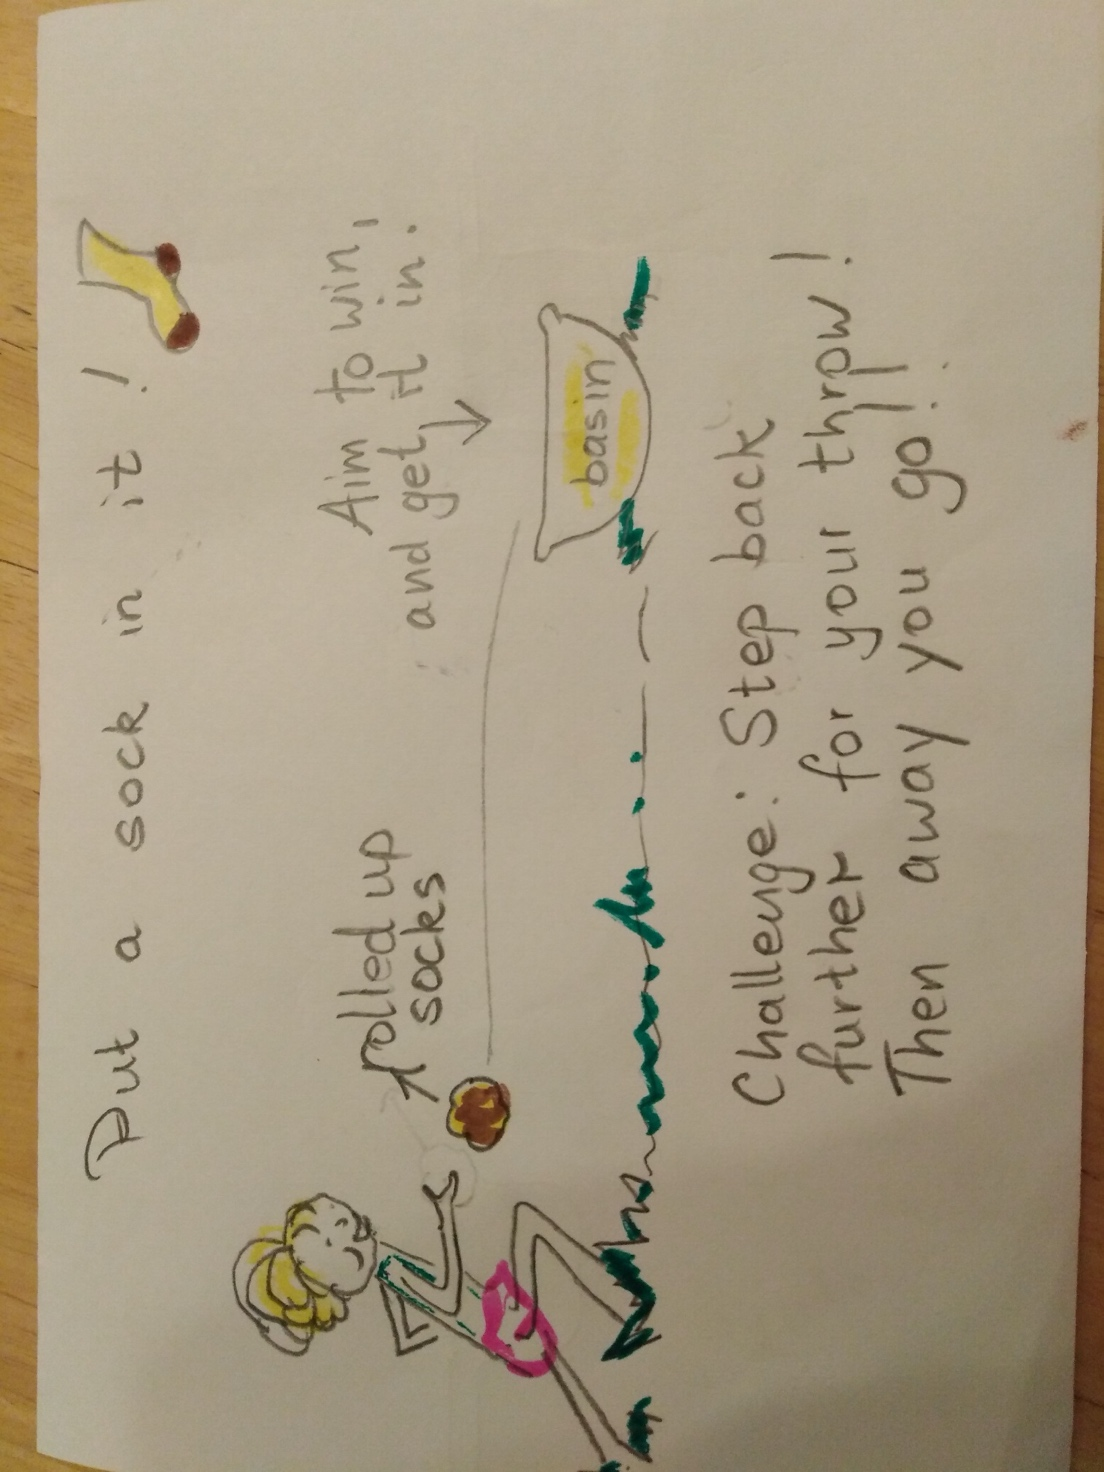 Put a sock in it!
rolled up
socks
Aim to win,
and get it in.
basin
Challenge: Step back
further for your throw!
Then away you go!